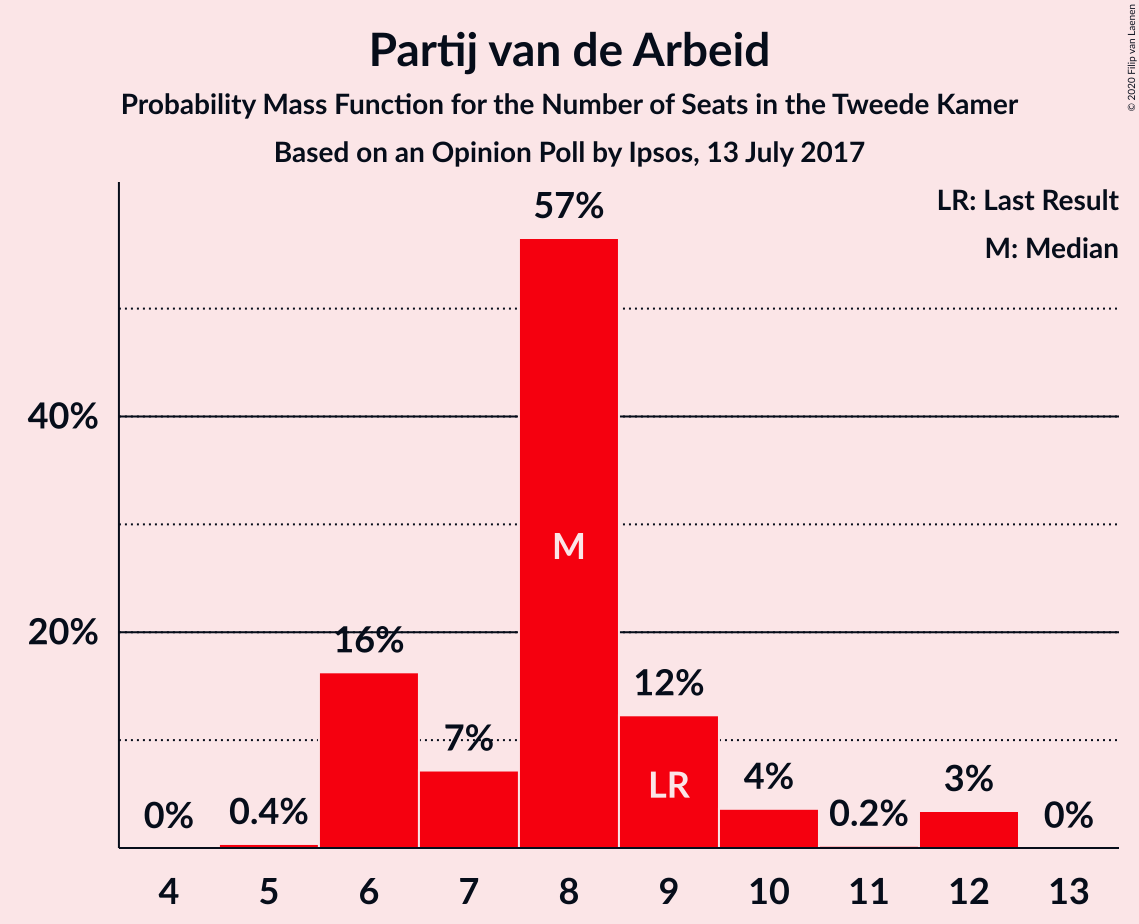 Partij van de Arbeid
Probability Mass Function for the Number of Seats in the Tweede Kamer
Based on an Opinion Poll by Ipsos, 13 July 2017
© 2020 Filip van Laenen
LR: Last Result
M: Median
57%
40%
M
20%
16%
12%
7%
LR
4%
3%
0%
0.4%
0.2%
0%
4 5 6 7 8 9 10 11 12 13